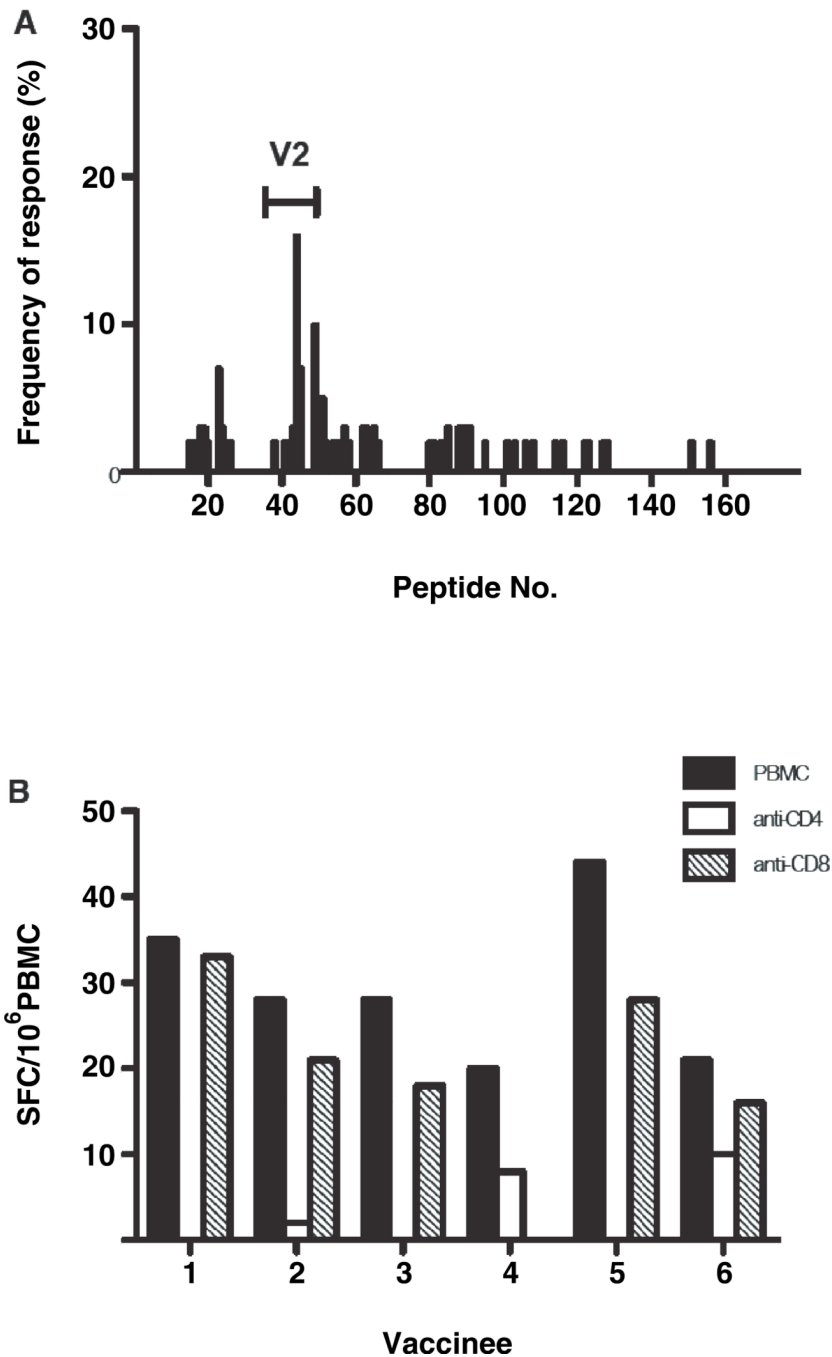 A
Frequency of response (%)
30
20
10
0
V2
20 40 60 80 100 120 140 160
Peptide No.
B
PBMC
anti-CD4
anti-CD8
SFC/10⁶PBMC
50
40
30
20
10
1 2 3 4 5 6
Vaccinee